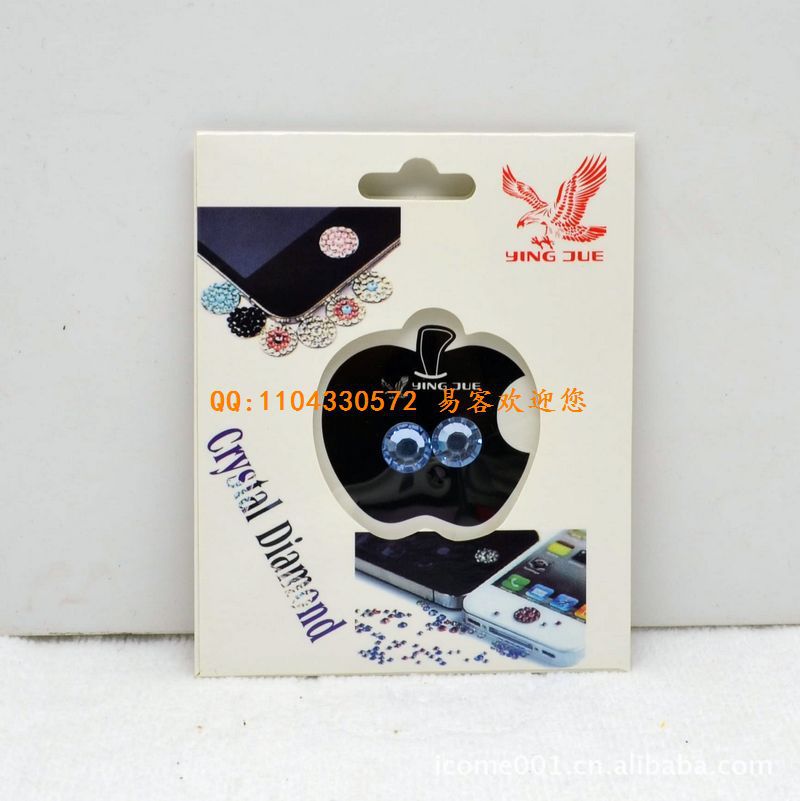 YING JUE
YING JUE
QQ:1104330572 易客欢迎您
Crystal Diamond
icome001.cn.alibaba.com